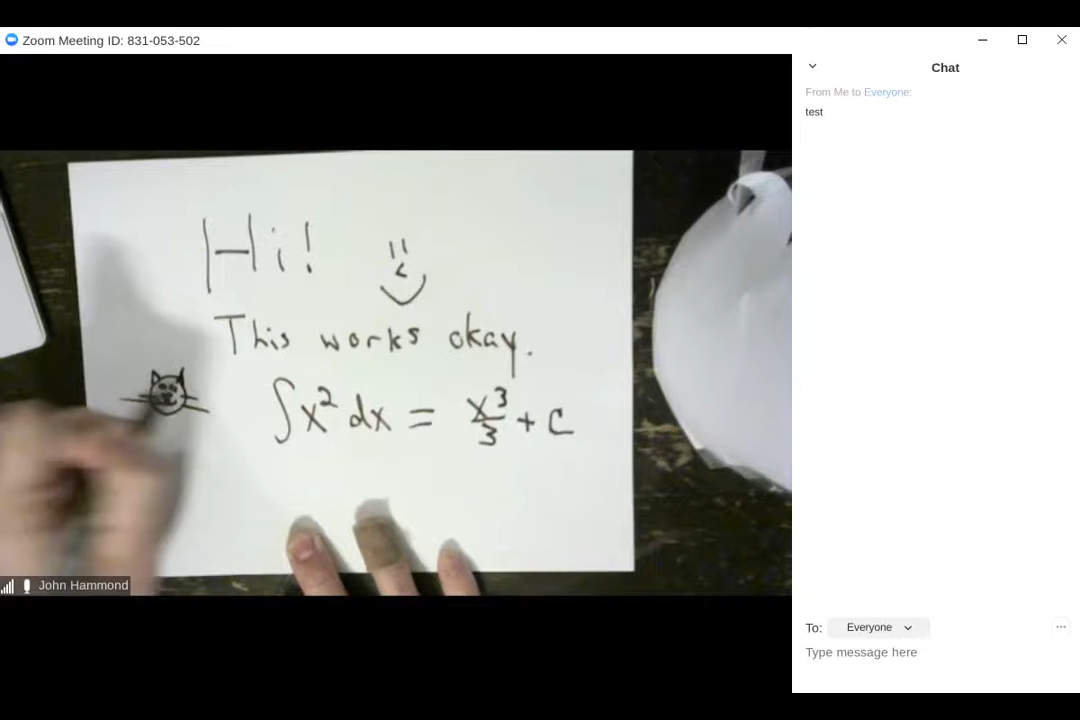 Zoom Meeting ID: 831-053-502
Chat
From Me to Everyone:
test
Hi!
This works okay.
∫x² dx = x³/3 + c
John Hammond
To: Everyone
Type message here